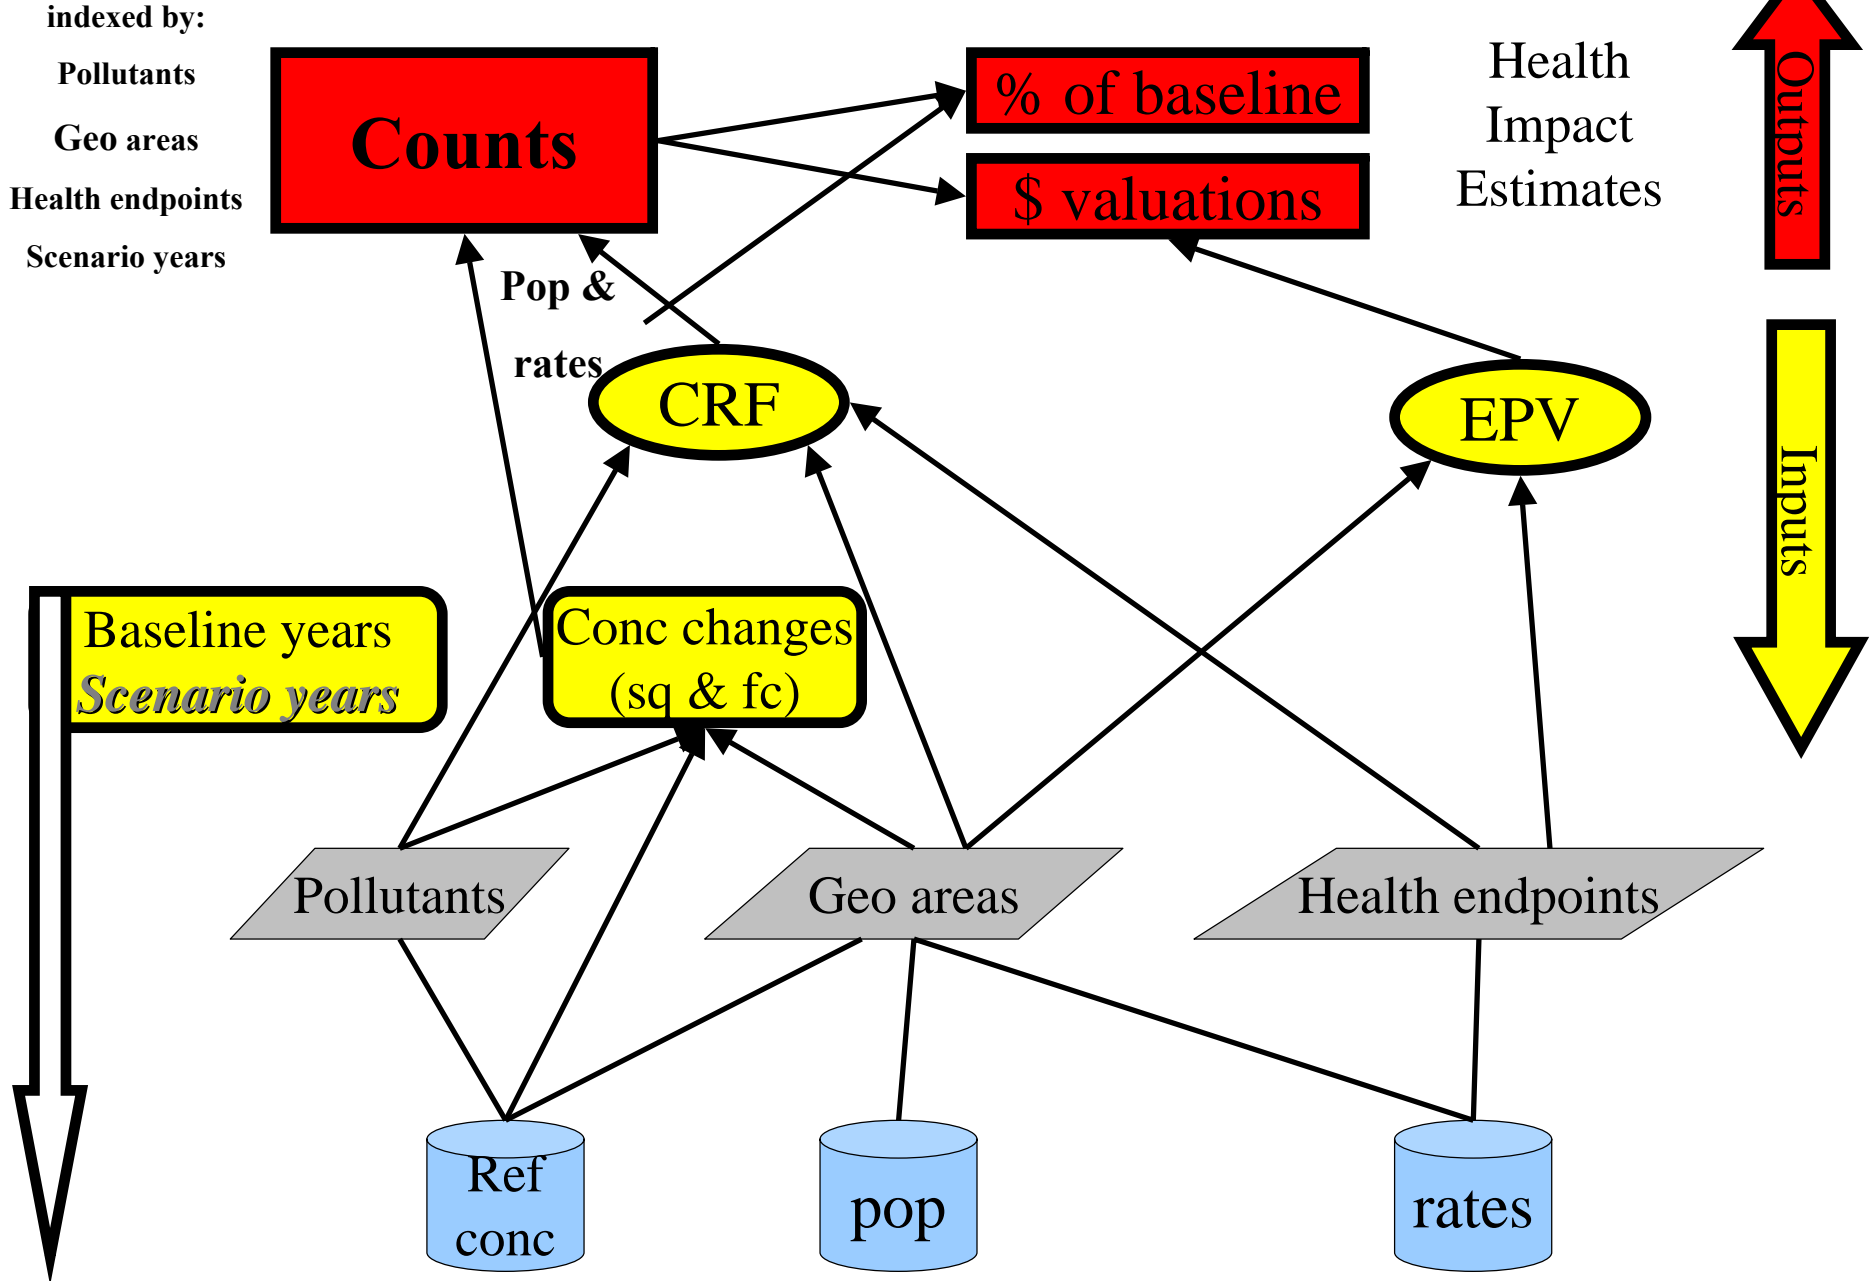 indexed by:
Pollutants
Geo areas
Health endpoints
Scenario years
Counts
% of baseline
$ valuations
Health
Impact
Estimates
Outputs
Pop &
rates
CRF
EPV
Inputs
Baseline years
Scenario years
Conc changes
(sq & fc)
Pollutants
Geo areas
Health endpoints
Ref
conc
pop
rates